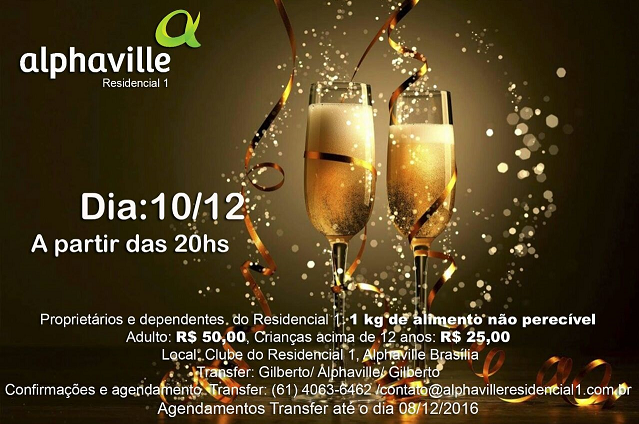 alphaville
Residencial 1
Dia:10/12
A partir das 20hs
Proprietários e dependentes, do Residencial 1: 1 kg de alimento não perecível
Adulto: R$ 50,00, Crianças acima de 12 anos: R$ 25,00
Local: Clube do Residencial 1, Alphaville Brasília
Transfer: Gilberto/ Alphaville/ Gilberto
Confirmações e agendamento. Transfer: (61) 4063-6462 /contato@alphavilleresidencial1.com.br
Agendamentos Transfer até o dia 08/12/2016